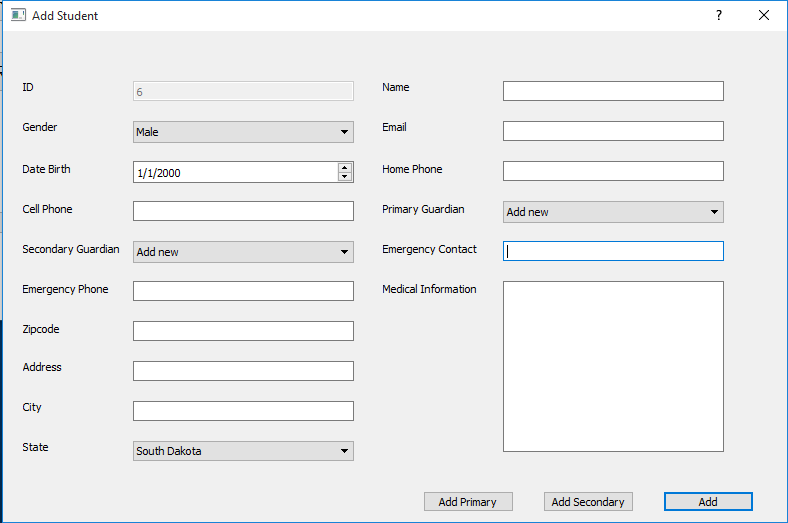 Add Student
?
ID 6 Name
Gender Male Email
Date Birth 1/1/2000 Home Phone
Cell Phone Primary Guardian Add new
Secondary Guardian Add new Emergency Contact
Emergency Phone Medical Information
Zipcode
Address
City
State South Dakota
Add Primary Add Secondary Add